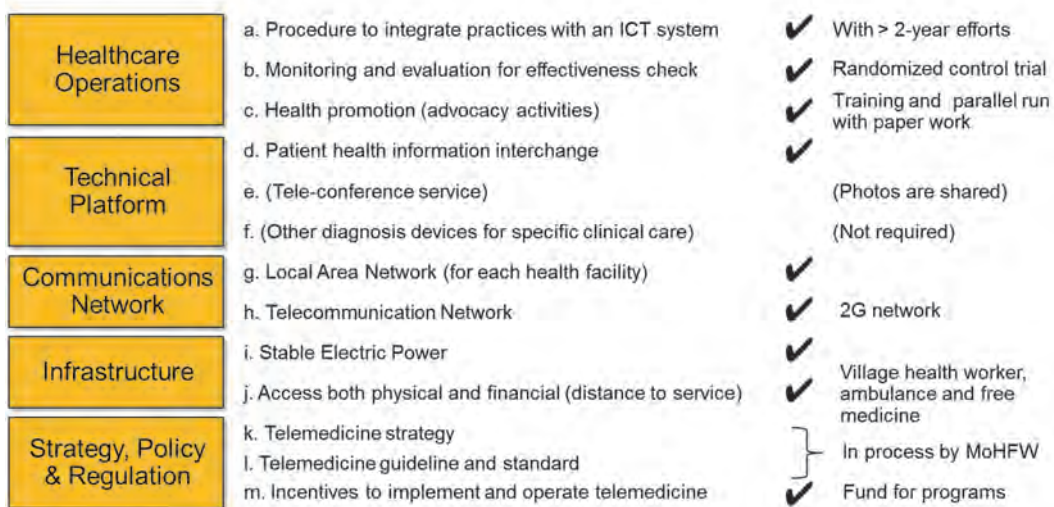 Healthcare
Operations
a. Procedure to integrate practices with an ICT system ✔ With > 2-year efforts
b. Monitoring and evaluation for effectiveness check ✔ Randomized control trial
c. Health promotion (advocacy activities) ✔ Training and parallel run
with paper work
Technical
Platform
d. Patient health information interchange ✔
e. (Tele-conference service) (Photos are shared)
f. (Other diagnosis devices for specific clinical care) (Not required)
Communications
Network
g. Local Area Network (for each health facility) ✔
h. Telecommunication Network ✔ 2G network
Infrastructure
i. Stable Electric Power ✔
j. Access both physical and financial (distance to service) ✔ Village health worker,
ambulance and free
medicine
Strategy, Policy
& Regulation
k. Telemedicine strategy
l. Telemedicine guideline and standard
In process by MoHFW
m. Incentives to implement and operate telemedicine ✔ Fund for programs